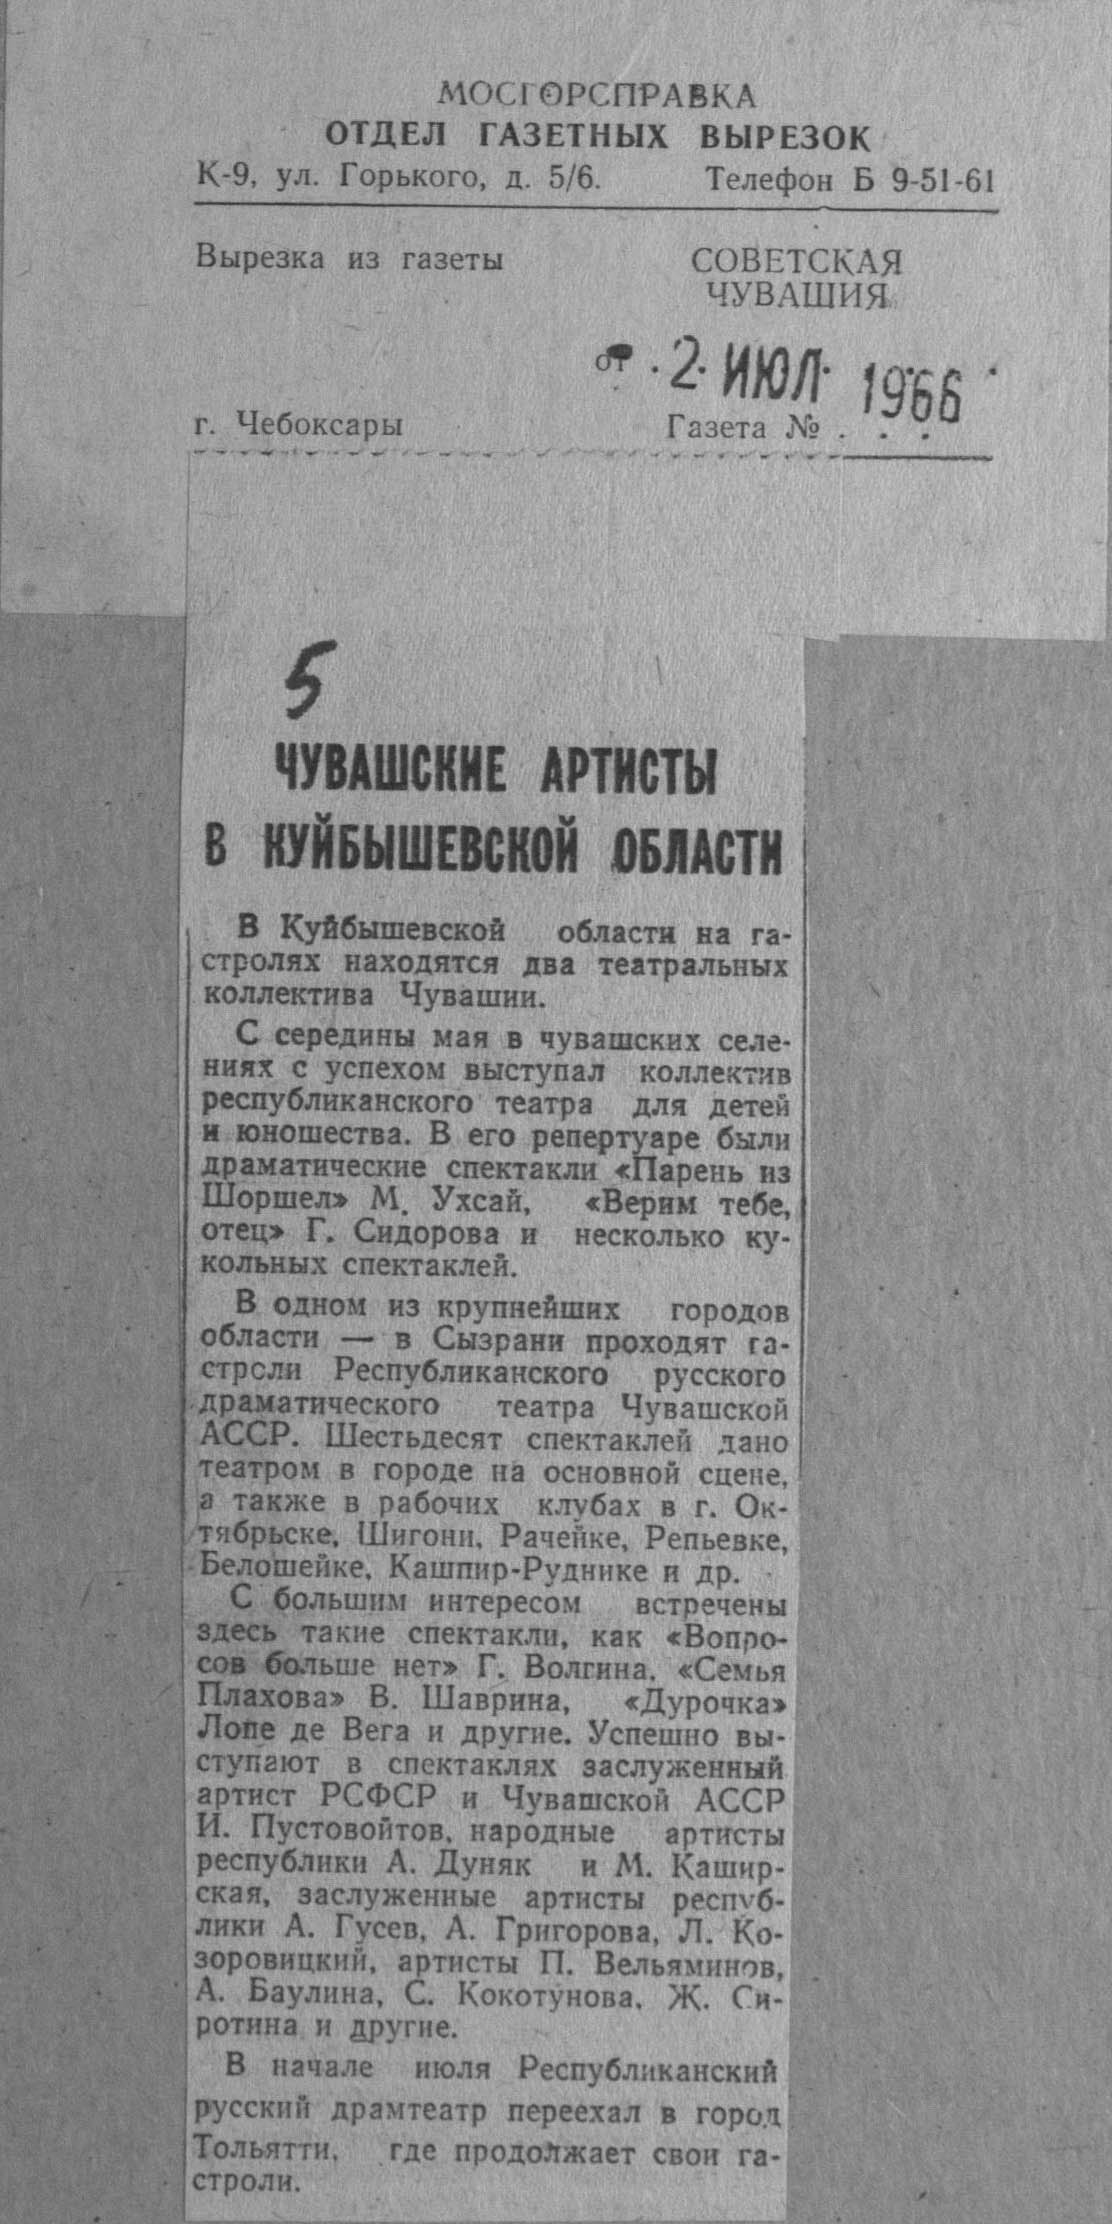 МОСГОРСПРАВКА
ОТДЕЛ ГАЗЕТНЫХ ВЫРЕЗОК
К-9, ул. Горького, д. 5/6. Телефон Б 9-51-61
Вырезка из газеты СОВЕТСКАЯ
ЧУВАШИЯ
от . 2. ИЮЛ. 1966 .
г. Чебоксары Газета № . . .
5
ЧУВАШСКИЕ АРТИСТЫ
В КУЙБЫШЕВСКОЙ ОБЛАСТИ
В Куйбышевской области на га-
стролях находятся два театральных
коллектива Чувашии.
С середины мая в чувашских селе-
ниях с успехом выступал коллектив
республиканского театра для детей
и юношества. В его репертуаре были
драматические спектакли «Парень из
Шоршел» М. Ухсай, «Верим тебе,
отец» Г. Сидорова и несколько ку-
кольных спектаклей.
В одном из крупнейших городов
области — в Сызрани проходят га-
строли Республиканского русского
драматического театра Чувашской
АССР. Шестьдесят спектаклей дано
театром в городе на основной сцене,
а также в рабочих клубах в г. Ок-
тябрьске, Шигони, Рачейке, Репьевке,
Белошейке, Кашпир-Руднике и др.
С большим интересом встречены
здесь такие спектакли, как «Вопро-
сов больше нет» Г. Волгина, «Семья
Плахова» В. Шаврина, «Дурочка»
Лопе де Вега и другие. Успешно вы-
ступают в спектаклях заслуженный
артист РСФСР и Чувашской АССР
И. Пустовойтов, народные артисты
республики А. Дуняк и М. Кашир-
ская, заслуженные артисты респуб-
лики А. Гусев, А. Григорова, Л. Ко-
зоровицкий, артисты П. Вельяминов,
А. Баулина, С. Кокотунова, Ж. Си-
ротина и другие.
В начале июля Республиканский
русский драмтеатр переехал в город
Тольятти, где продолжает свои га-
строли.